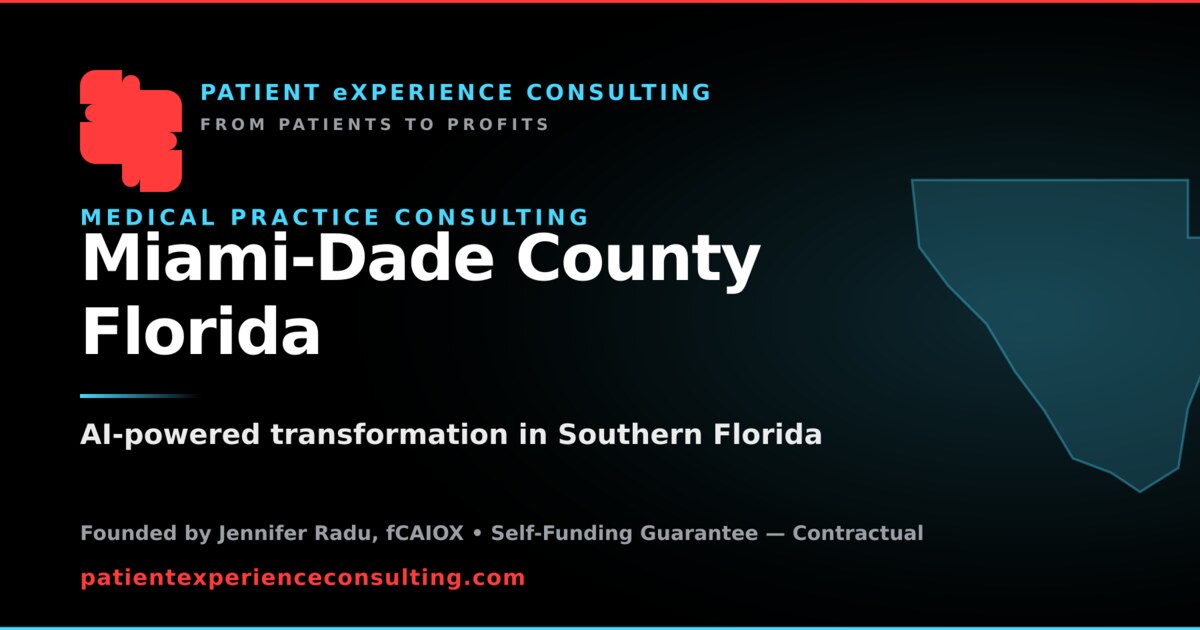 PATIENT eXPERIENCE CONSULTING
FROM PATIENTS TO PROFITS
MEDICAL PRACTICE CONSULTING
Miami-Dade County
Florida
AI-powered transformation in Southern Florida
Founded by Jennifer Radu, fCAIOX • Self-Funding Guarantee — Contractual
patientexperienceconsulting.com